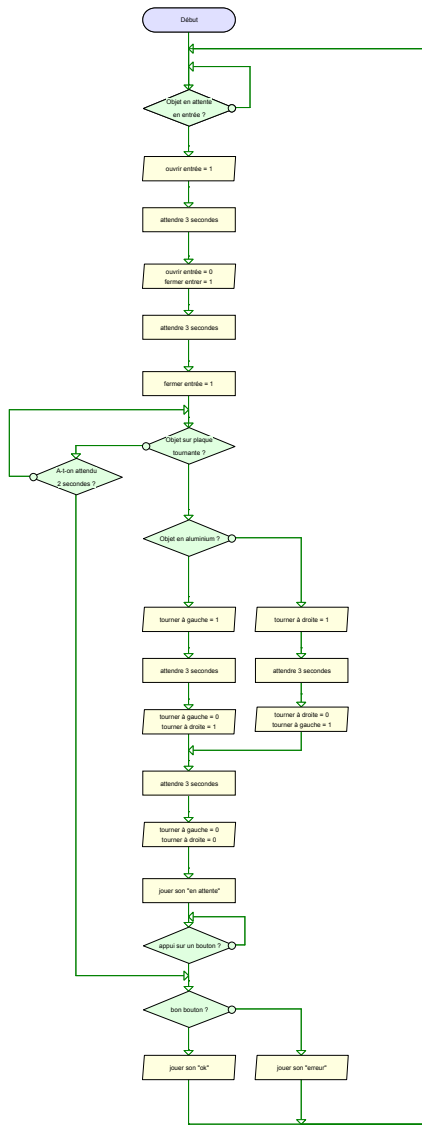 Début
Objet en attente
en entrée ?
ouvrir entrée = 1
attendre 3 secondes
ouvrir entrée = 0
fermer entrer = 1
attendre 3 secondes
fermer entrée = 1
Objet sur plaque
tournante ?
A-t-on attendu
2 secondes ?
Objet en aluminium ?
tourner à gauche = 1
tourner à droite = 1
attendre 3 secondes
attendre 3 secondes
tourner à gauche = 0
tourner à droite = 1
tourner à droite = 0
tourner à gauche = 1
attendre 3 secondes
tourner à gauche = 0
tourner à droite = 0
jouer son "en attente"
appui sur un bouton ?
bon bouton ?
jouer son "ok"
jouer son "erreur"